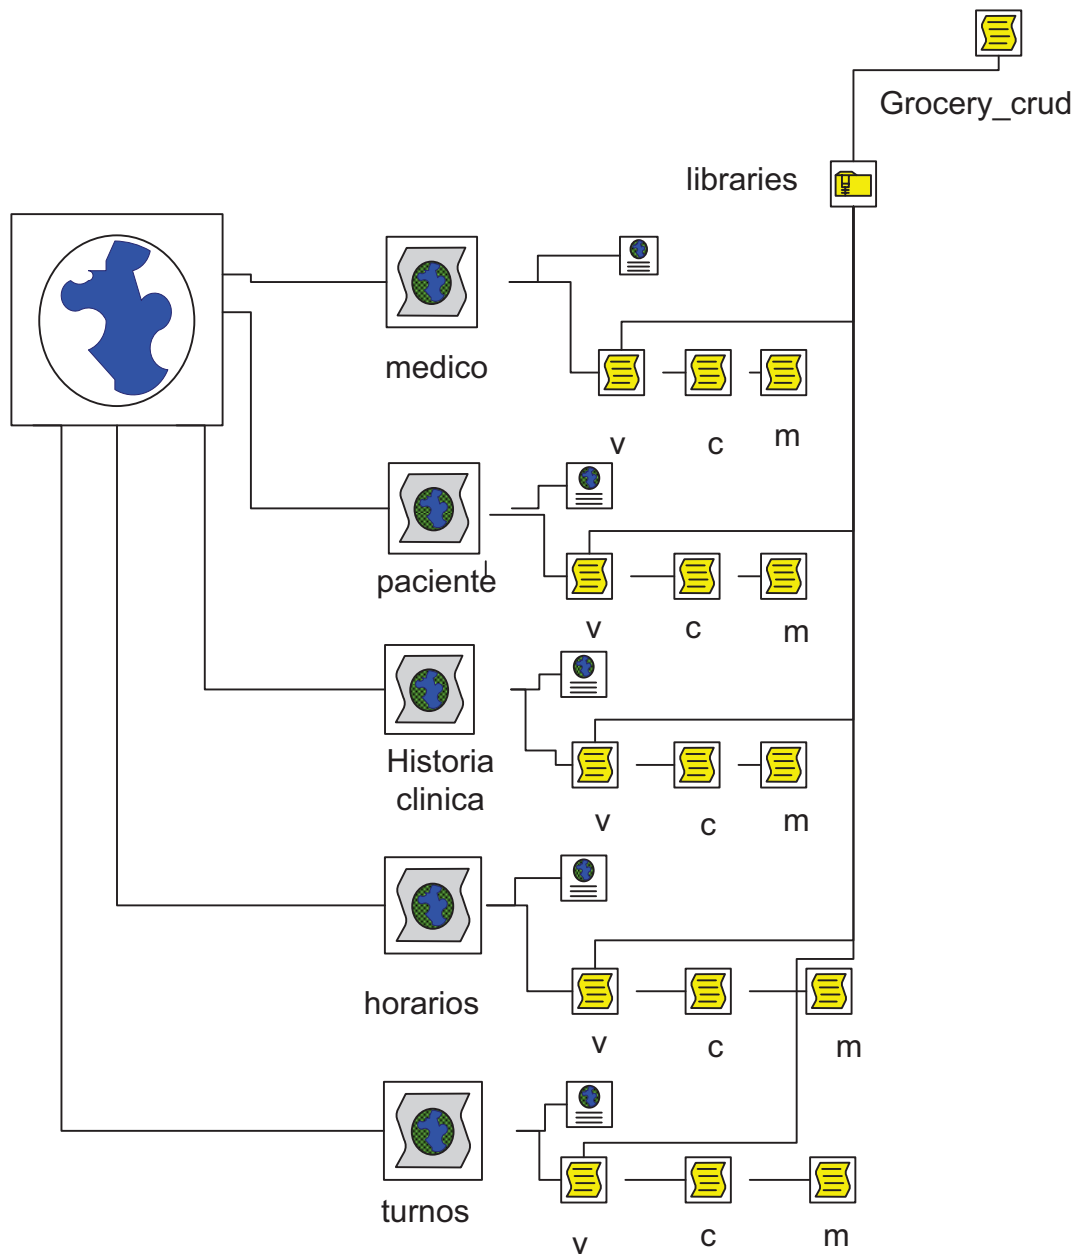 Grocery_crud
libraries
medico
v
c
m
paciente
v
c
m
Historia
clinica
v
c
m
horarios
v
c
m
turnos
v
c
m